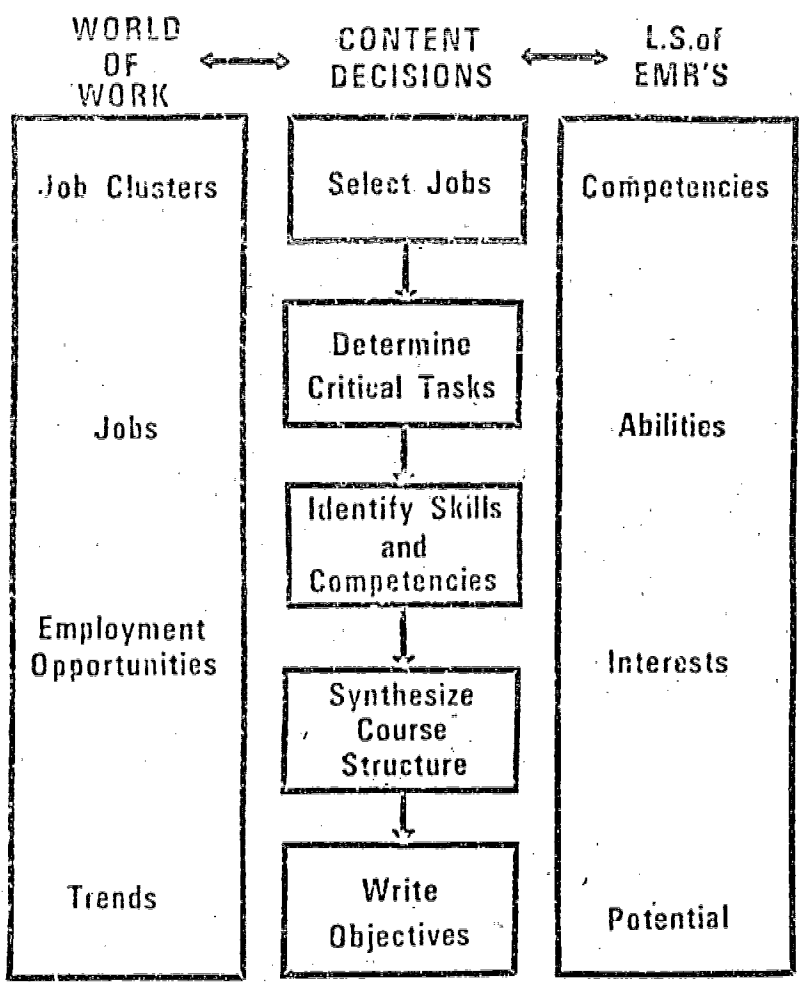 WORLD
OF
WORK
CONTENT
DECISIONS
L.S.of
EMR'S
Job Clusters
Jobs
Employment
Opportunities
Trends
Select Jobs
Determine
Critical Tasks
Identify Skills
and
Competencies
Synthesize
Course
Structure
Write
Objectives
Competencies
Abilities
Interests
Potential